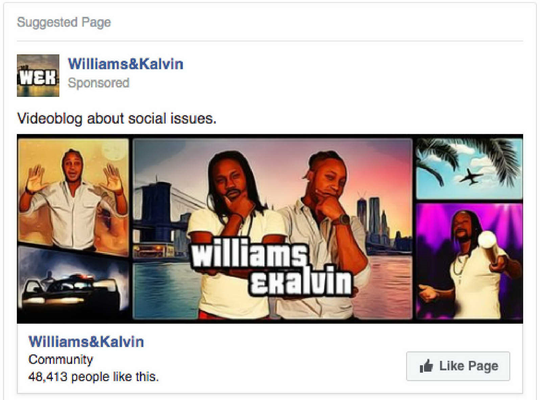 Suggested Page
W&K
Williams&Kalvin
Sponsored
Videoblog about social issues.
williams
&kalvin
Williams&Kalvin
Community
48,413 people like this.
Like Page